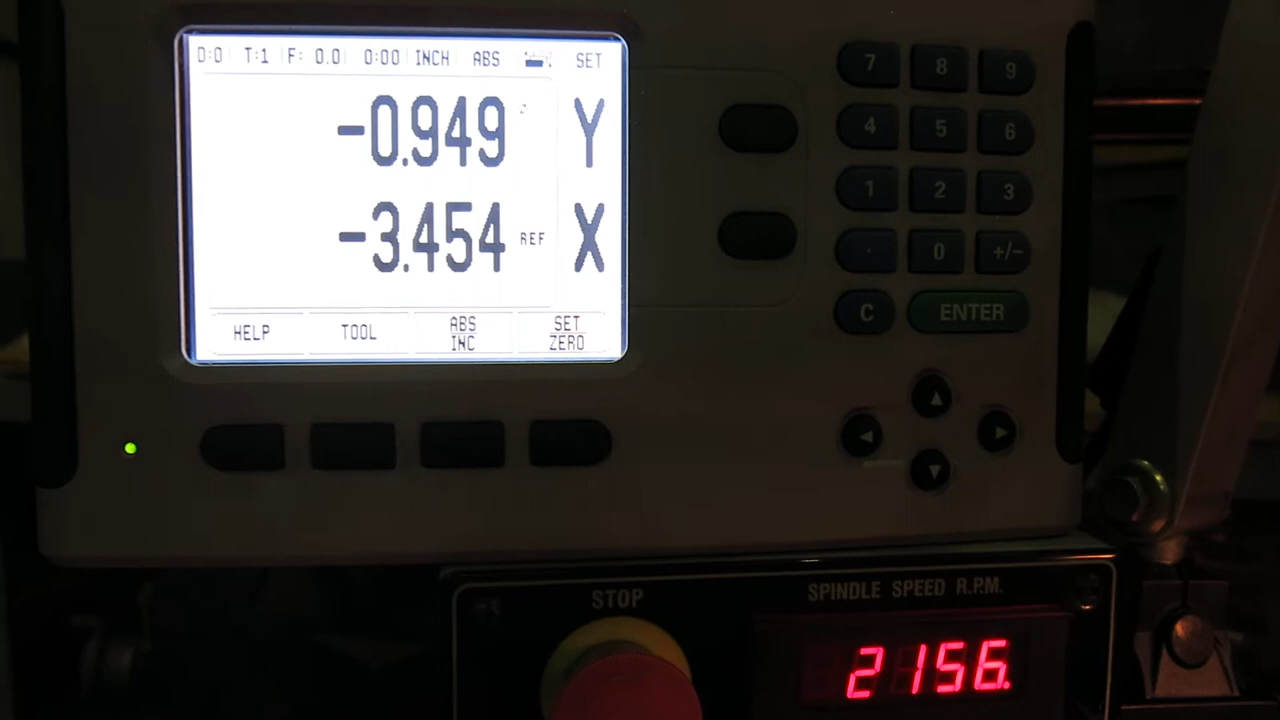 D:0 T:1 F: 0.0 0:00 INCH ABS SET
-0.949 Y
-3.454 REF X
HELP TOOL ABS INC SET ZERO
7 8 9
4 5 6
1 2 3
. 0 +/-
C ENTER
STOP
SPINDLE SPEED R.P.M.
2156.